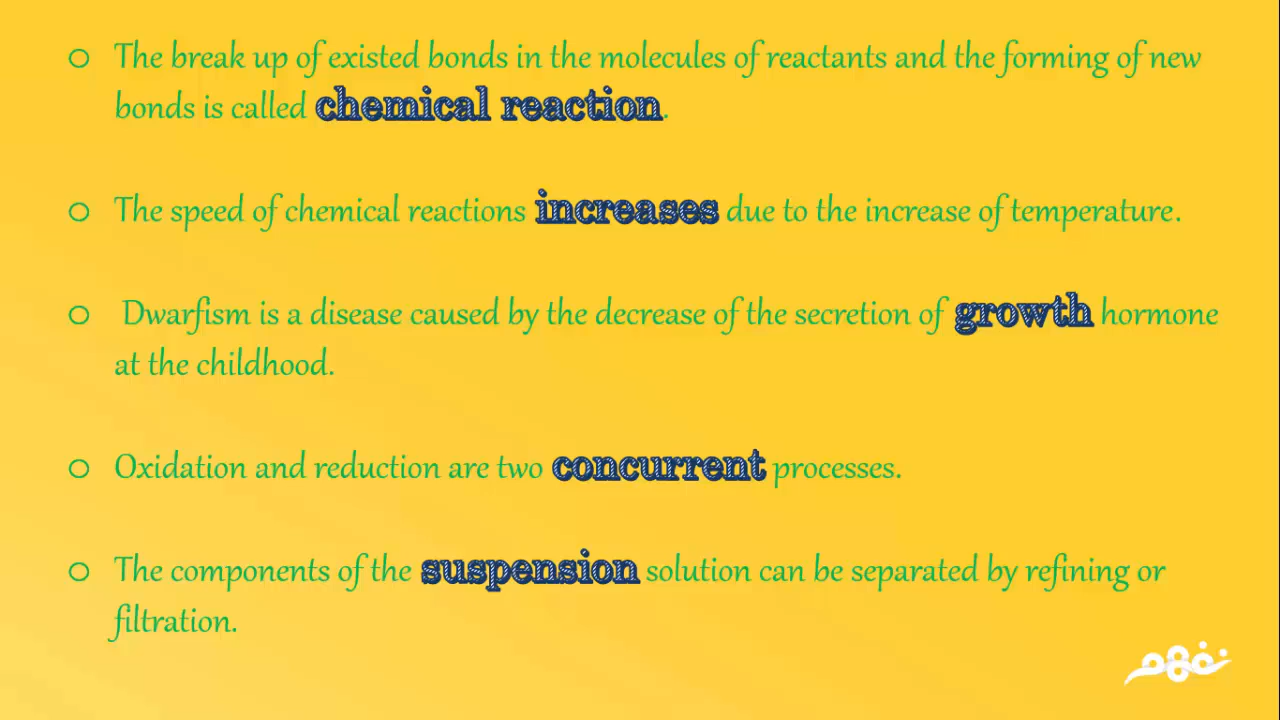 The break up of existed bonds in the molecules of reactants and the forming of new
bonds is called chemical reaction.
The speed of chemical reactions increases due to the increase of temperature.
Dwarfism is a disease caused by the decrease of the secretion of growth hormone
at the childhood.
Oxidation and reduction are two concurrent processes.
The components of the suspension solution can be separated by refining or
filtration.
نفهم